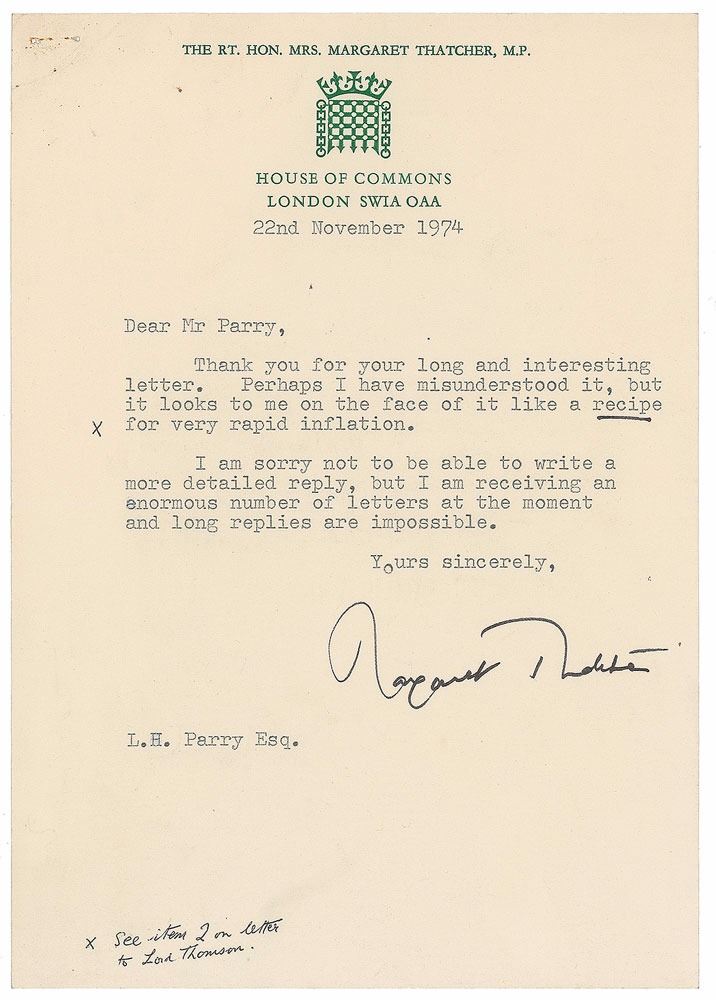 THE RT. HON. MRS. MARGARET THATCHER, M.P.
HOUSE OF COMMONS
LONDON SW1A OAA
22nd November 1974
Dear Mr Parry,
Thank you for your long and interesting
letter. Perhaps I have misunderstood it, but
it looks to me on the face of it like a recipe
x for very rapid inflation.
I am sorry not to be able to write a
more detailed reply, but I am receiving an
enormous number of letters at the moment
and long replies are impossible.
Yours sincerely,
Margaret Thatcher
L.H. Parry Esq.
x See item 2 on letter
to Lord Thomson.